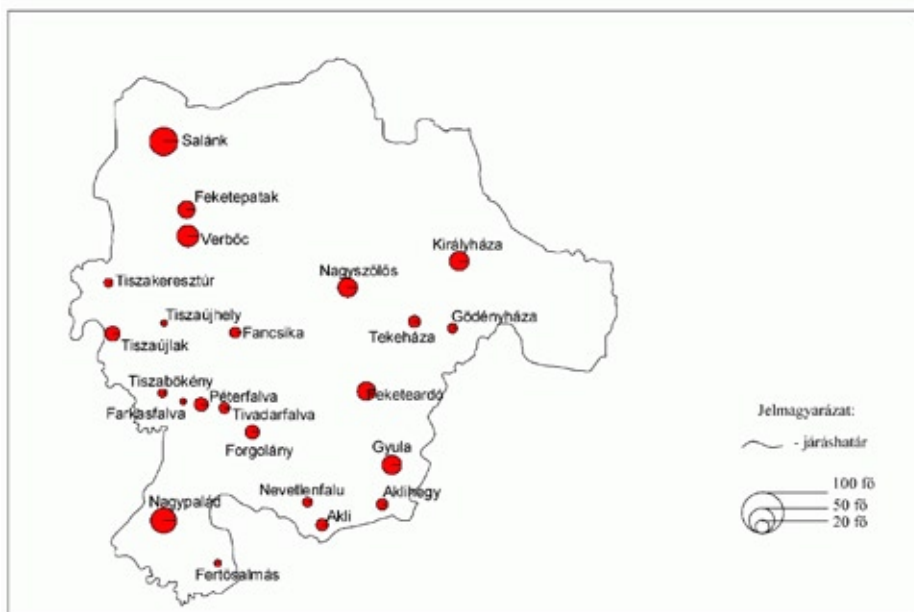 Salánk
Feketepatak
Verbőc
Királyháza
Nagyszőlős
Tiszakeresztúr
Tiszaújhely
Gödényháza
Fancsika
Tekeháza
Tiszaújlak
Tiszabökény
Péterfalva
Feketeardó
Farkasfalva
Tivadarfalva
Forgolány
Gyula
Nevetlenfalu
Aklihegy
Nagypalád
Akli
Fertősalmás
Jelmagyarázat:
- járáshatár
100 fő
50 fő
20 fő